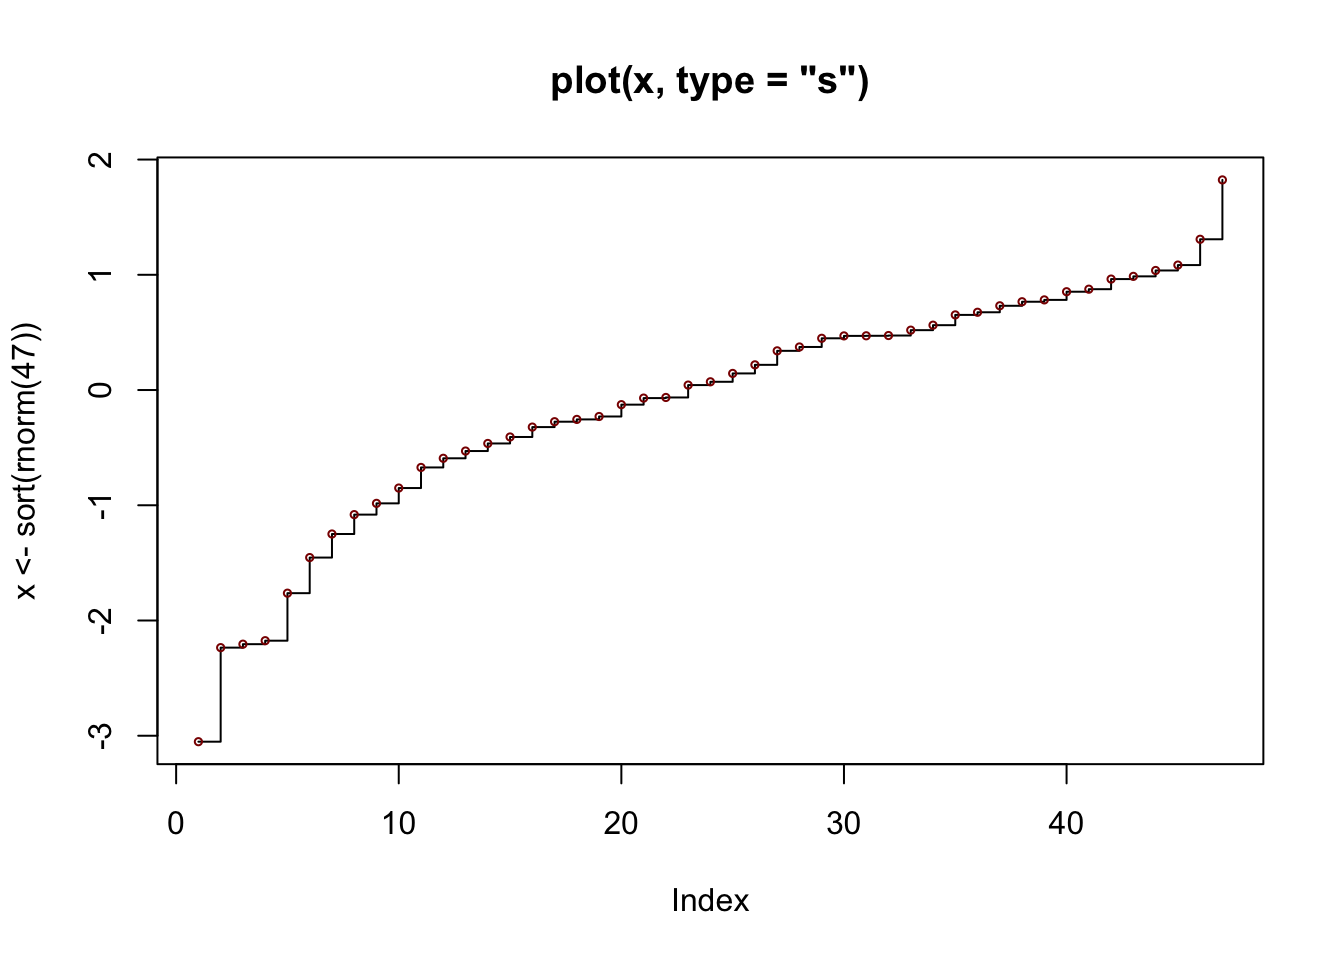 plot(x, type = "s")
x <- sort(rnorm(47))
2
1
0
-1
-2
-3
0 10 20 30 40
Index